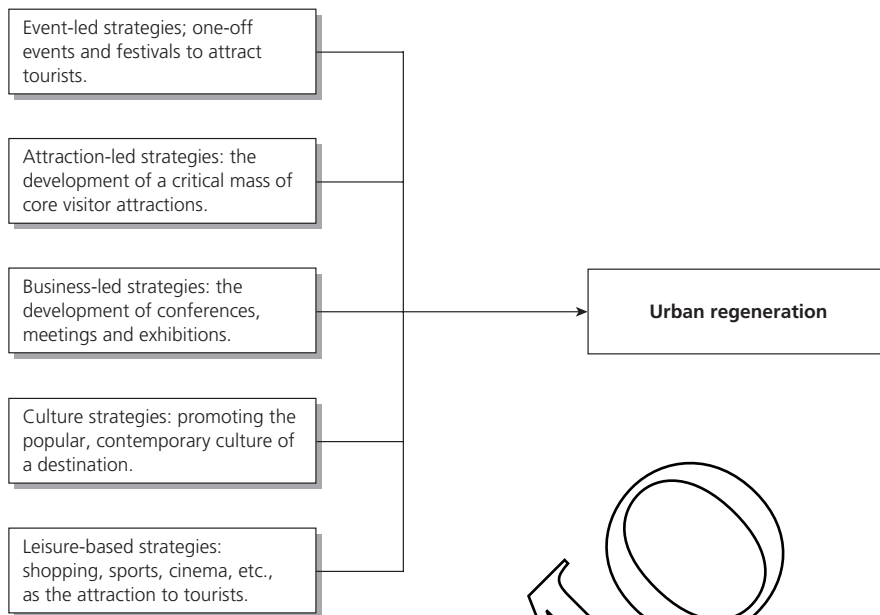 Event-led strategies; one-off
events and festivals to attract
tourists.
Attraction-led strategies: the
development of a critical mass of
core visitor attractions.
Business-led strategies: the
development of conferences,
meetings and exhibitions.
Urban regeneration
Culture strategies: promoting the
popular, contemporary culture of
a destination.
Leisure-based strategies:
shopping, sports, cinema, etc.,
as the attraction to tourists.